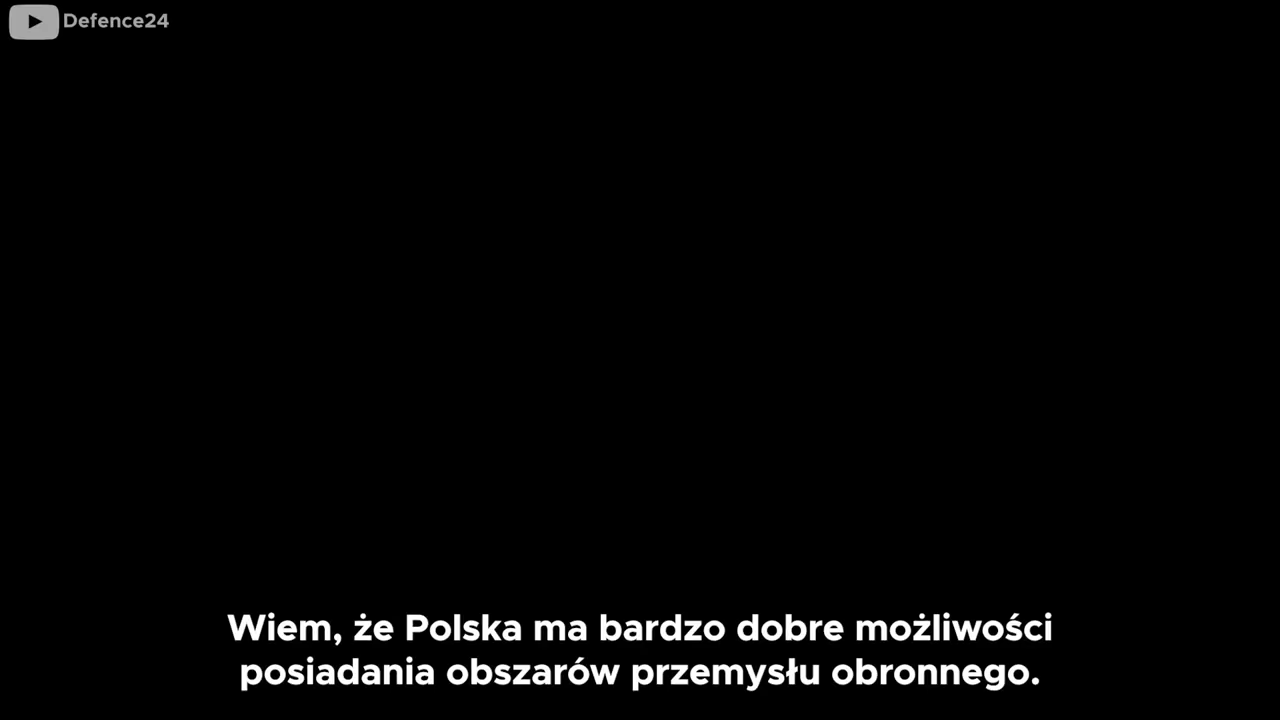 Defence24
Wiem, że Polska ma bardzo dobre możliwości
posiadania obszarów przemysłu obronnego.